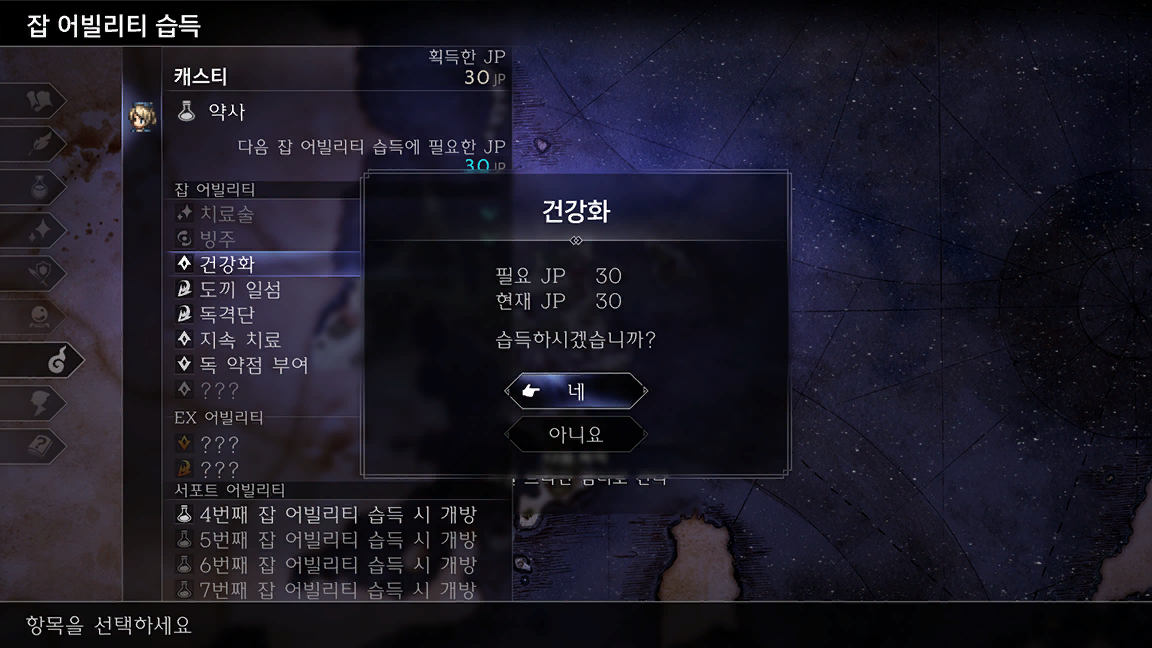 잡 어빌리티 습득
획득한 JP
캐스티
30 JP
약사
다음 잡 어빌리티 습득에 필요한 JP
30 JP
잡 어빌리티
치료술
빙주
건강화
도끼 일섬
독격단
지속 치료
독 약점 부여
???
EX 어빌리티
???
???
서포트 어빌리티
4번째 잡 어빌리티 습득 시 개방
5번째 잡 어빌리티 습득 시 개방
6번째 잡 어빌리티 습득 시 개방
7번째 잡 어빌리티 습득 시 개방
건강화
필요 JP 30
현재 JP 30
습득하시겠습니까?
네
아니요
항목을 선택하세요